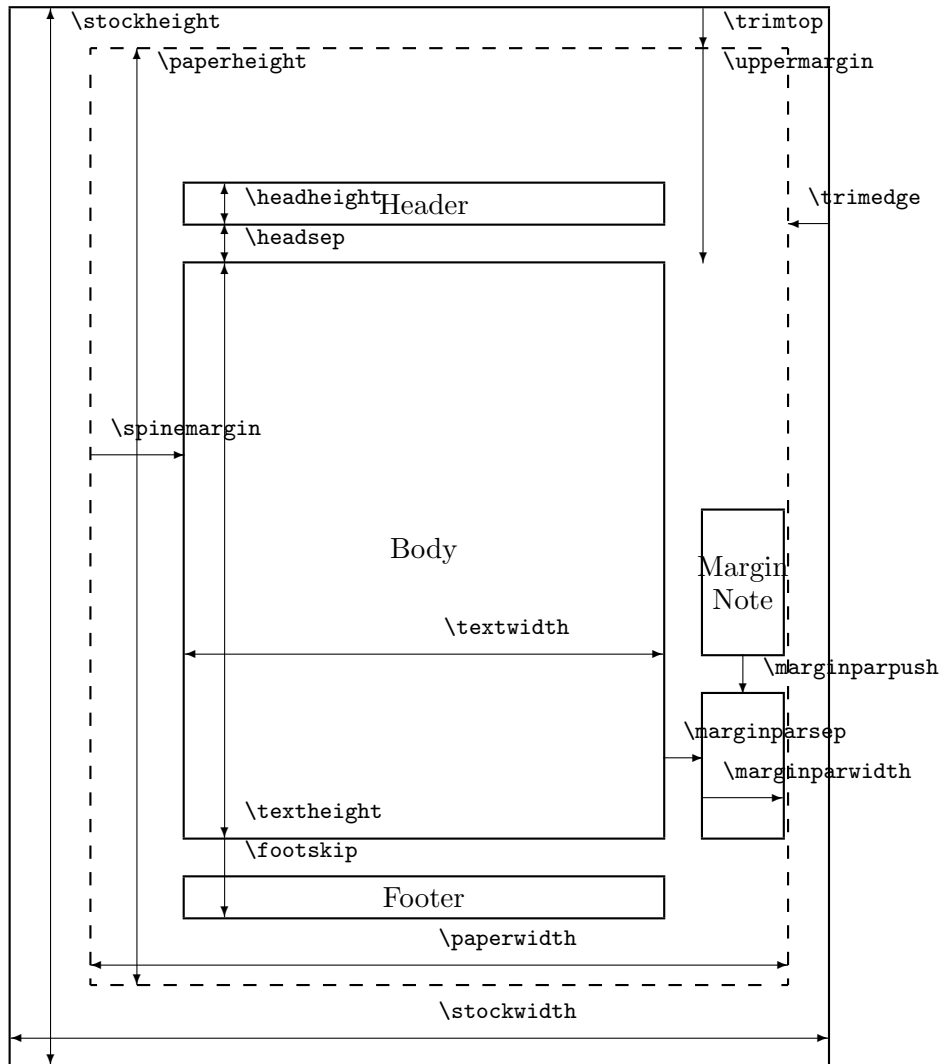 \stockheight
\trimtop
\paperheight
\uppermargin
\headheight
Header
\trimedge
\headsep
\spinemargin
Body
Margin
Note
\textwidth
\marginparpush
\marginparsep
\marginparwidth
\textheight
\footskip
Footer
\paperwidth
\stockwidth